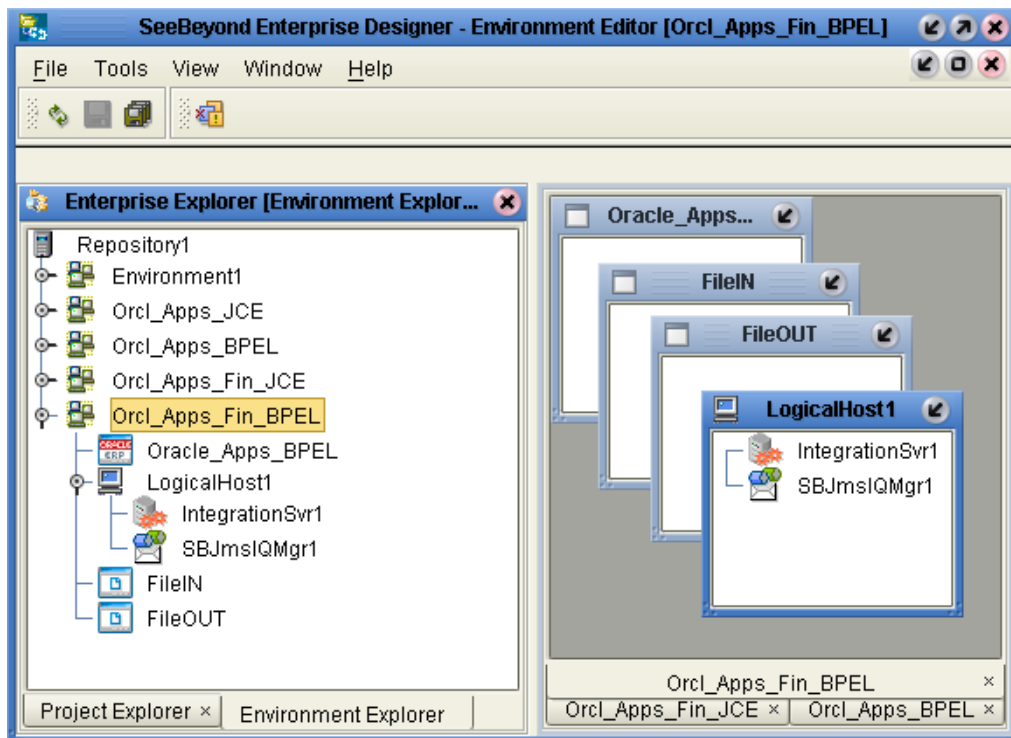 SeeBeyond Enterprise Designer - Environment Editor [Orcl_Apps_Fin_BPEL]
File Tools View Window Help
Enterprise Explorer [Environment Explor...
Repository1
Environment1
Orcl_Apps_JCE
Orcl_Apps_BPEL
Orcl_Apps_Fin_JCE
Orcl_Apps_Fin_BPEL
ORACLE
ERP
Oracle_Apps_BPEL
LogicalHost1
IntegrationSvr1
SBJmsIQMgr1
FileIN
FileOUT
Project Explorer ×
Environment Explorer
Oracle_Apps...
FileIN
FileOUT
LogicalHost1
IntegrationSvr1
SBJmsIQMgr1
Orcl_Apps_Fin_BPEL ×
Orcl_Apps_Fin_JCE × Orcl_Apps_BPEL ×